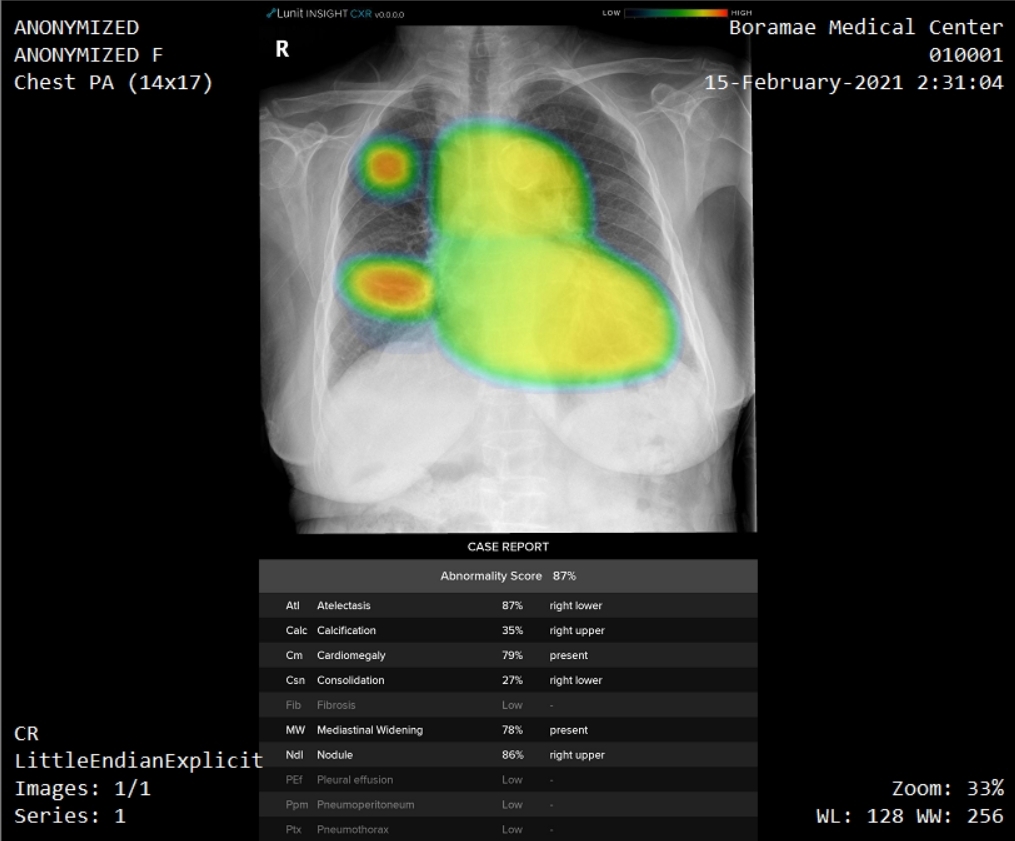 Lunit INSIGHT CXR v0.0.0.0
LOW HIGH
ANONYMIZED
ANONYMIZED F
Chest PA (14x17)
Boramae Medical Center
010001
15-February-2021 2:31:04
R
CASE REPORT
Abnormality Score 87%
Atl Atelectasis 87% right lower
Calc Calcification 35% right upper
Cm Cardiomegaly 79% present
Csn Consolidation 27% right lower
Fib Fibrosis Low -
MW Mediastinal Widening 78% present
Ndl Nodule 86% right upper
PEf Pleural effusion Low -
Ppm Pneumoperitoneum Low -
Ptx Pneumothorax Low -
CR
LittleEndianExplicit
Images: 1/1
Series: 1
Zoom: 33%
WL: 128 WW: 256